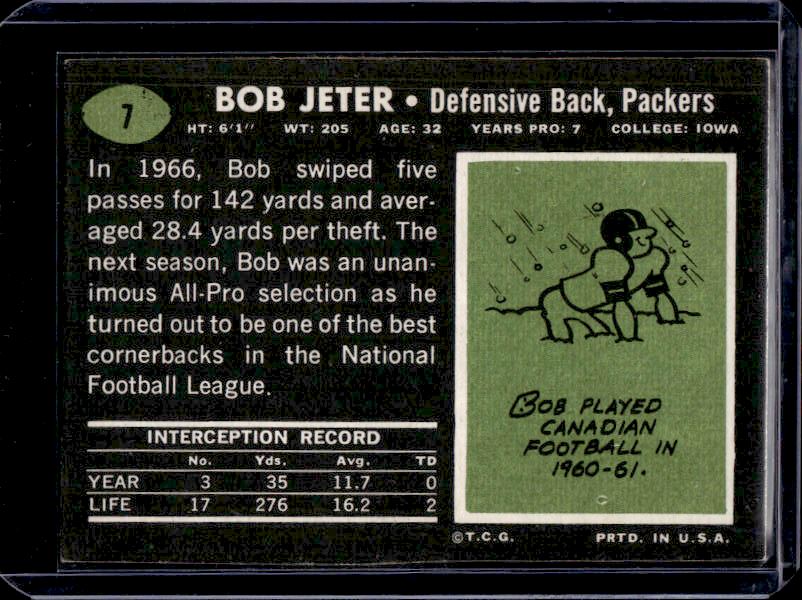 7
BOB JETER • Defensive Back, Packers
HT: 6'1" WT: 205 AGE: 32 YEARS PRO: 7 COLLEGE: IOWA
In 1966, Bob swiped five
passes for 142 yards and aver-
aged 28.4 yards per theft. The
next season, Bob was an unan-
imous All-Pro selection as he
turned out to be one of the best
cornerbacks in the National
Football League.
INTERCEPTION RECORD
No. Yds. Avg. TD
YEAR 3 35 11.7 0
LIFE 17 276 16.2 2
BOB PLAYED
CANADIAN
FOOTBALL IN
1960-61.
©T.C.G. PRTD. IN U.S.A.